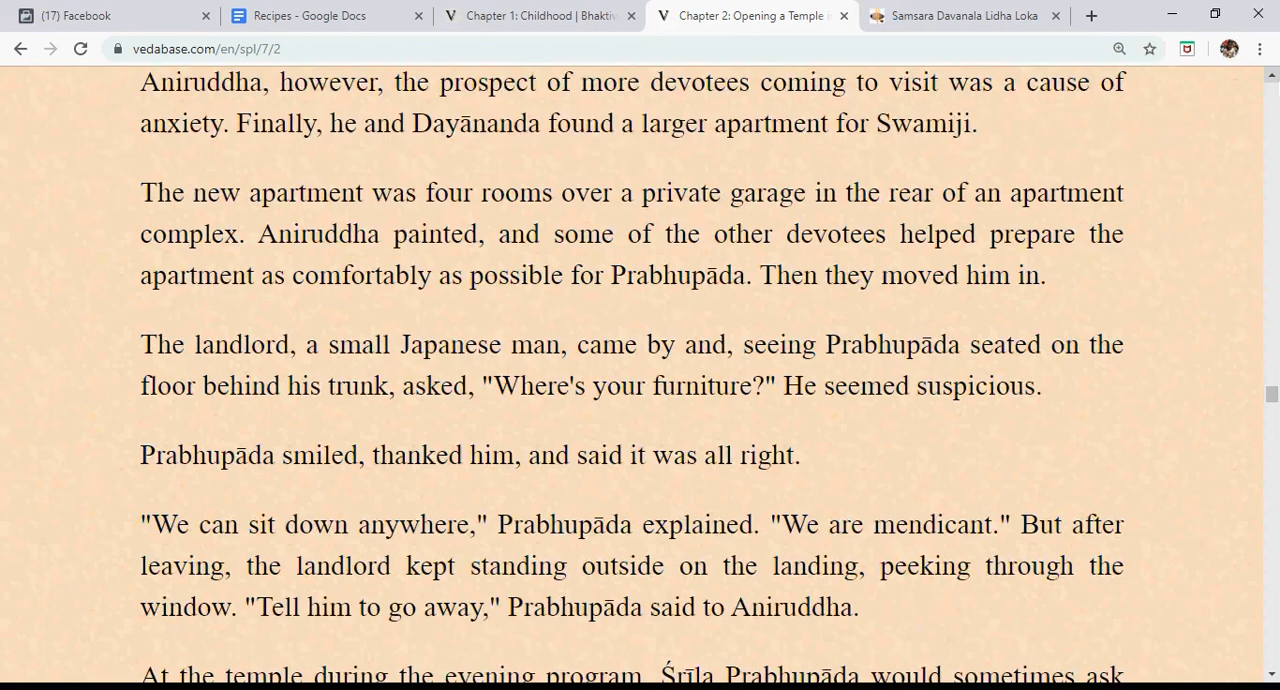 (17) Facebook
Recipes - Google Docs
Chapter 1: Childhood | Bhaktiv
Chapter 2: Opening a Temple i
Samsara Davanala Lidha Loka
vedabase.com/en/spl/7/2
Aniruddha, however, the prospect of more devotees coming to visit was a cause of
anxiety. Finally, he and Dayānanda found a larger apartment for Swamiji.
The new apartment was four rooms over a private garage in the rear of an apartment
complex. Aniruddha painted, and some of the other devotees helped prepare the
apartment as comfortably as possible for Prabhupāda. Then they moved him in.
The landlord, a small Japanese man, came by and, seeing Prabhupāda seated on the
floor behind his trunk, asked, "Where's your furniture?" He seemed suspicious.
Prabhupāda smiled, thanked him, and said it was all right.
"We can sit down anywhere," Prabhupāda explained. "We are mendicant." But after
leaving, the landlord kept standing outside on the landing, peeking through the
window. "Tell him to go away," Prabhupāda said to Aniruddha.
At the temple during the evening program, Śrīla Prabhupāda would sometimes ask